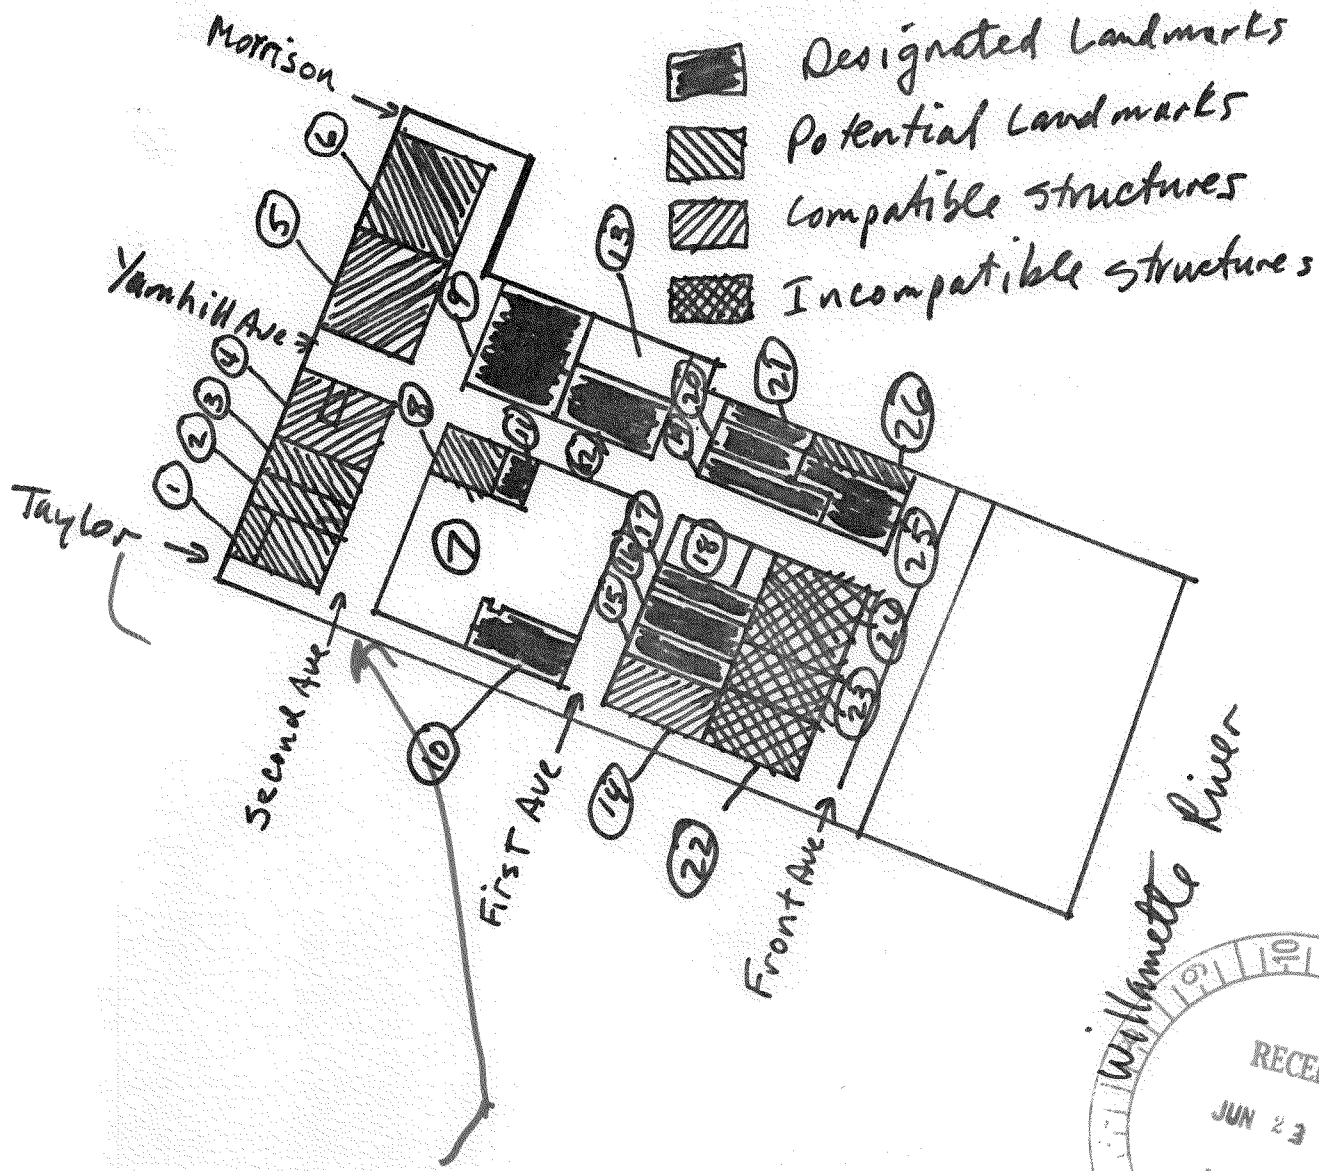 Morrison
Designated Landmarks
Potential Landmarks
Compatible structures
Incompatible structures
6
5
13
Yamhill Ave
9
4
21
3
8
20
26
2
11
19
12
1
Taylor
17
18
7
16
25
15
24
23
Second Ave
10
First Ave
14
22
Front Ave
Willamette River
9
10
RECE
JUN 23